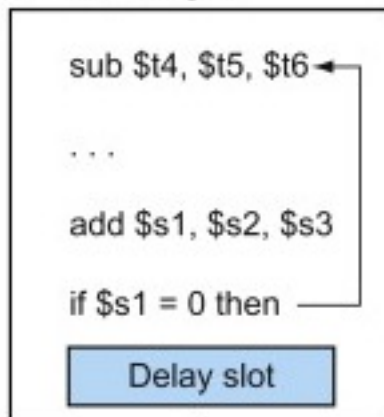 sub $t4, $t5, $t6
. . .
add $s1, $s2, $s3
if $s1 = 0 then
Delay slot